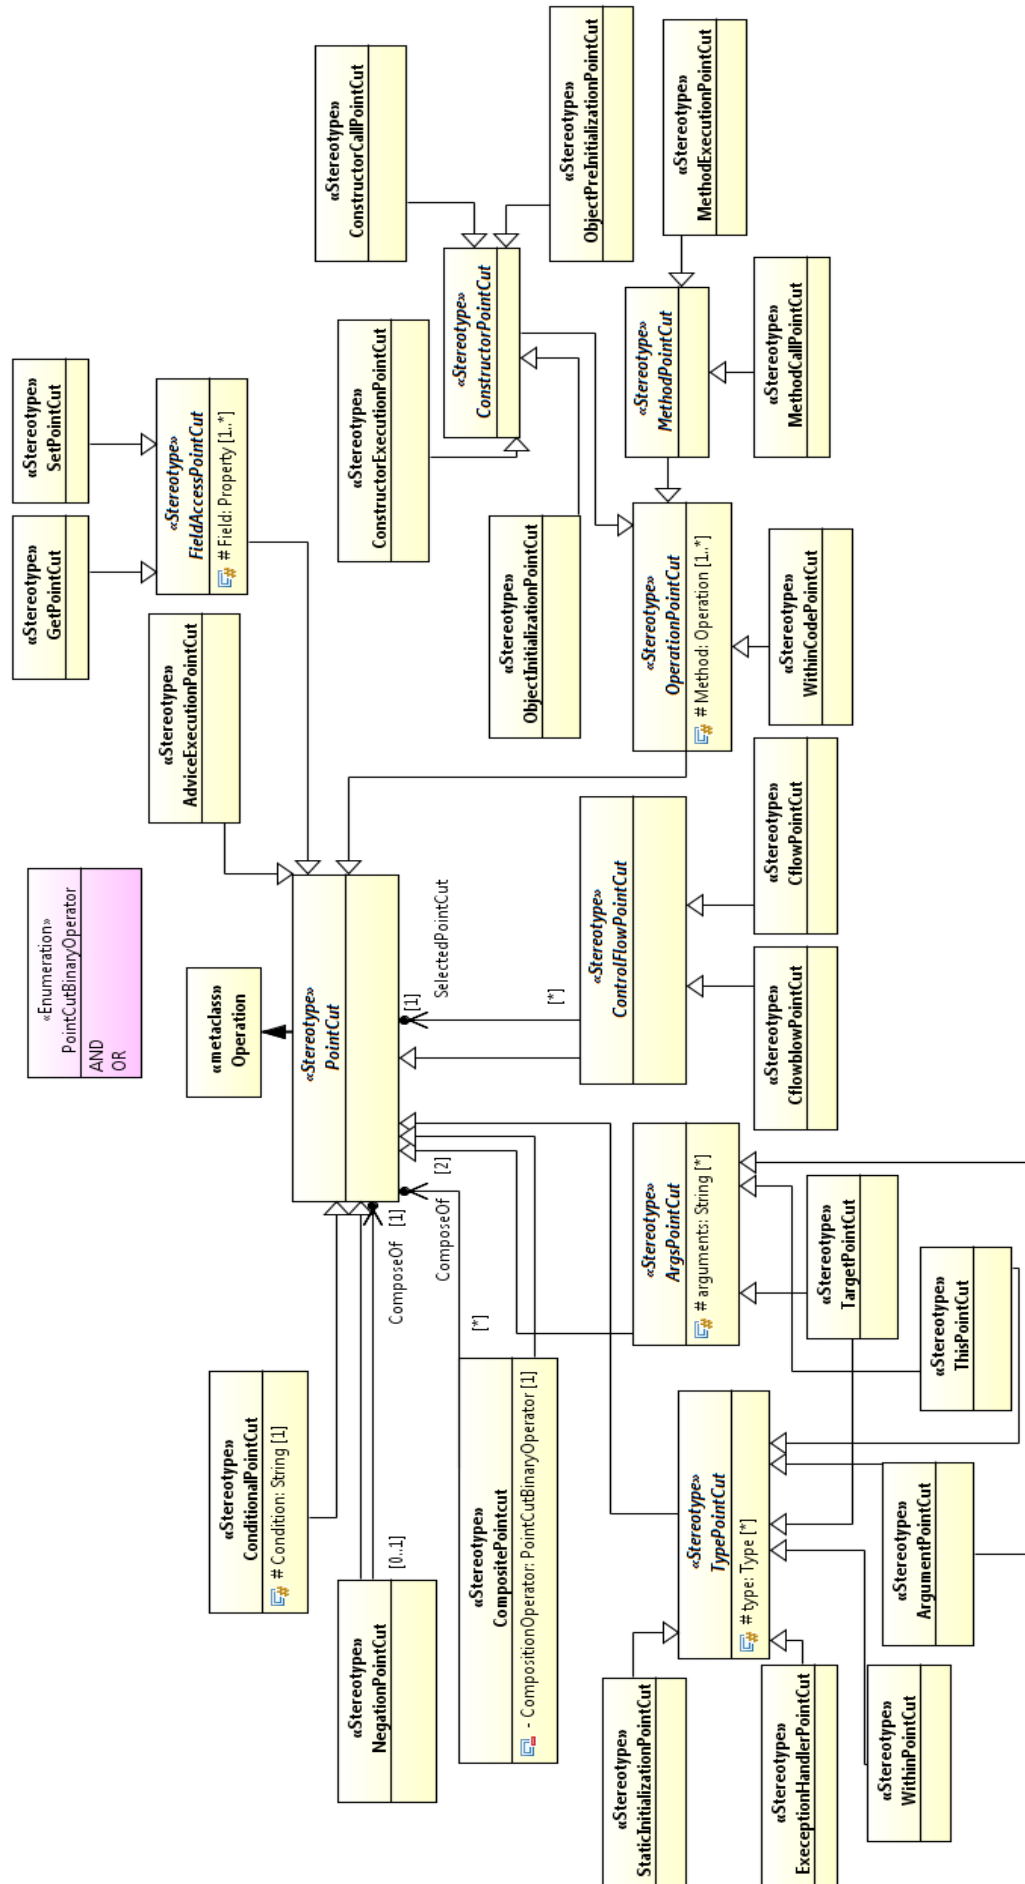 «Stereotype»
GetPointCut
«Stereotype»
SetPointCut
«Enumeration»
PointCutBinaryOperator
AND
OR
«Stereotype»
AdviceExecutionPointCut
«Stereotype»
FieldAccessPointCut
# Field: Property [1..*]
«metaclass»
Operation
«Stereotype»
ConditionalPointCut
# Condition: String [1]
«Stereotype»
PointCut
«Stereotype»
NegationPointCut
[0..1]
ComposeOf
[1]
«Stereotype»
ConstructorCallPointCut
«Stereotype»
ConstructorExecutionPointCut
«Stereotype»
ConstructorPointCut
«Stereotype»
ObjectPreInitializationPointCut
«Stereotype»
ObjectInitializationPointCut
[1]
SelectedPointCut
[*]
[2]
ComposeOf
[*]
«Stereotype»
CompositePointcut
- CompositionOperator: PointCutBinaryOperator [1]
«Stereotype»
StaticInitializationPointCut
«Stereotype»
TypePointCut
# type: Type [*]
«Stereotype»
ArgsPointCut
# arguments: String [*]
«Stereotype»
ControlFlowPointCut
«Stereotype»
OperationPointCut
# Method: Operation [1..*]
«Stereotype»
MethodPointCut
«Stereotype»
MethodExecutionPointCut
«Stereotype»
ExeceptionHandlerPointCut
«Stereotype»
CflowblowPointCut
«Stereotype»
CflowPointCut
«Stereotype»
WithinCodePointCut
«Stereotype»
MethodCallPointCut
«Stereotype»
WithinPointCut
«Stereotype»
ArgumentPointCut
«Stereotype»
TargetPointCut
«Stereotype»
ThisPointCut